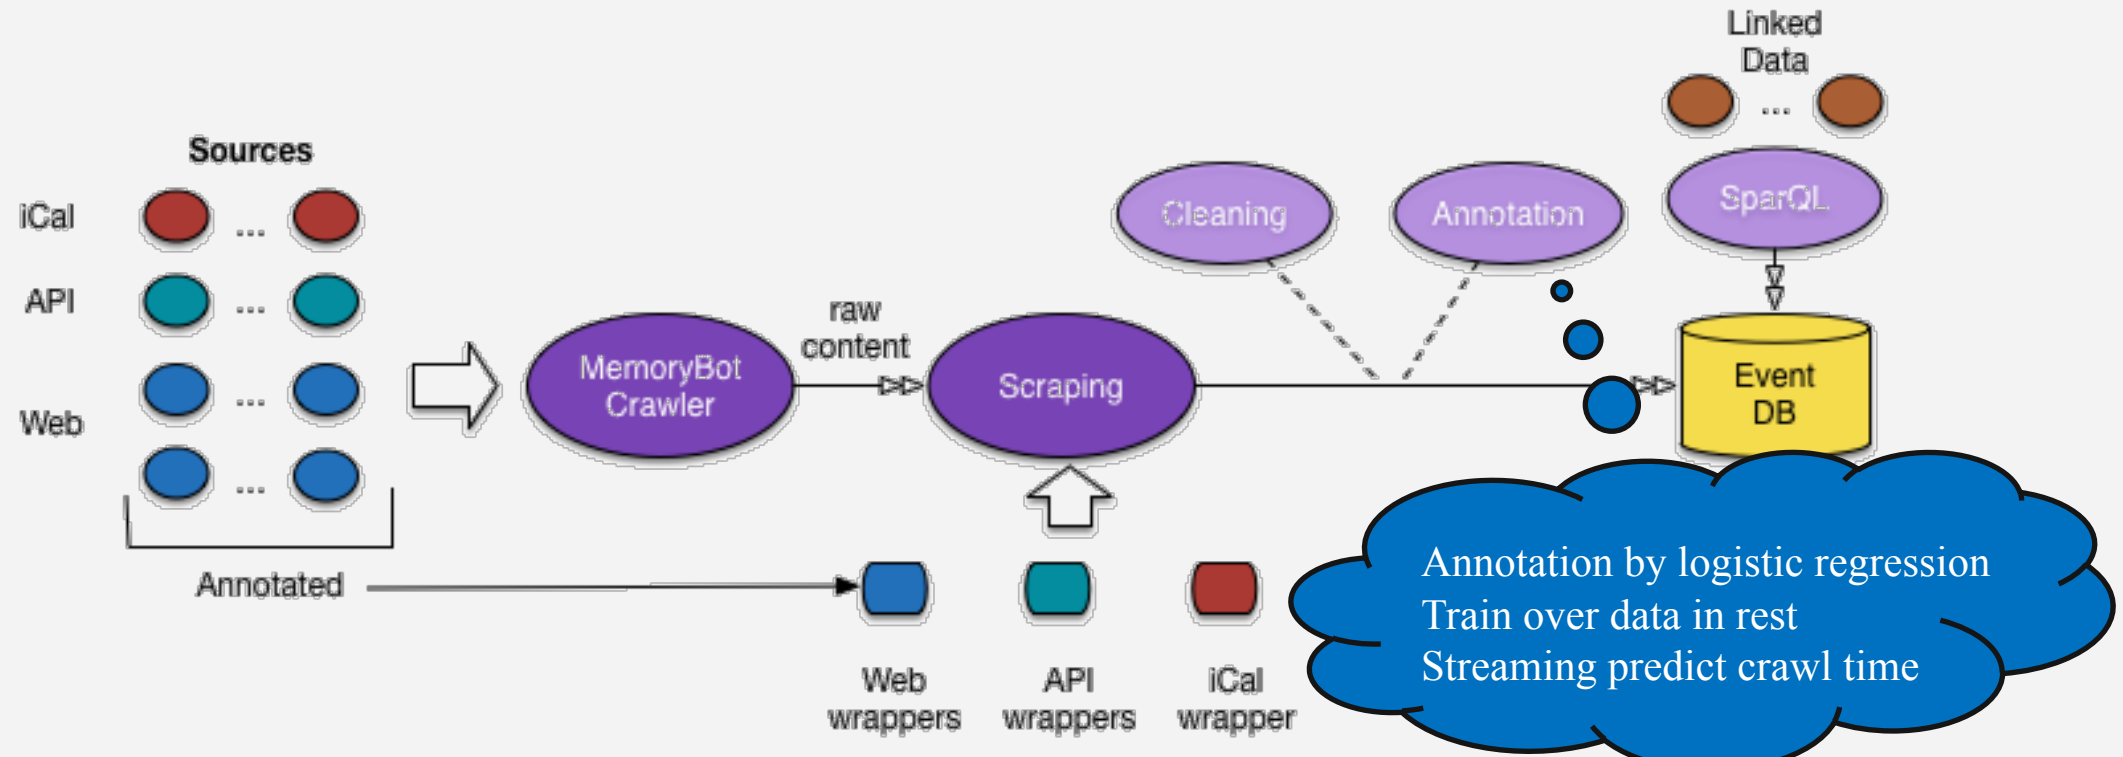 Linked
Data
Sources
iCal
...
...
API
...
Web
...
...
MemoryBot
Crawler
raw
content
Scraping
Cleaning
Annotation
SparQL
Event
DB
Annotated
Web
wrappers
API
wrappers
iCal
wrapper
Annotation by logistic regression
Train over data in rest
Streaming predict crawl time